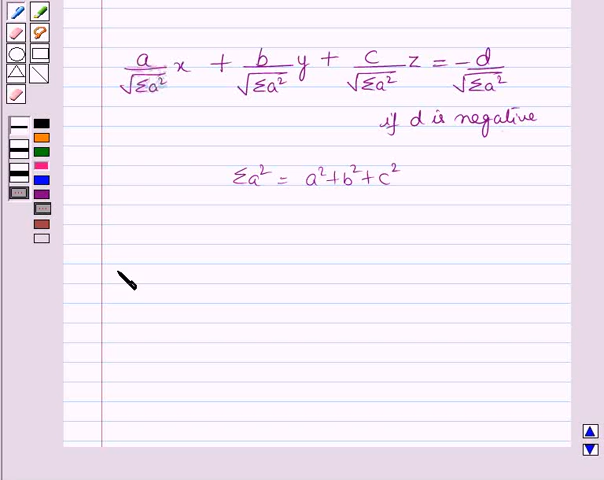 a/√Σa² x + b/√Σa² y + c/√Σa² z = -d/√Σa²
if d is negative
Σa² = a²+b²+c²